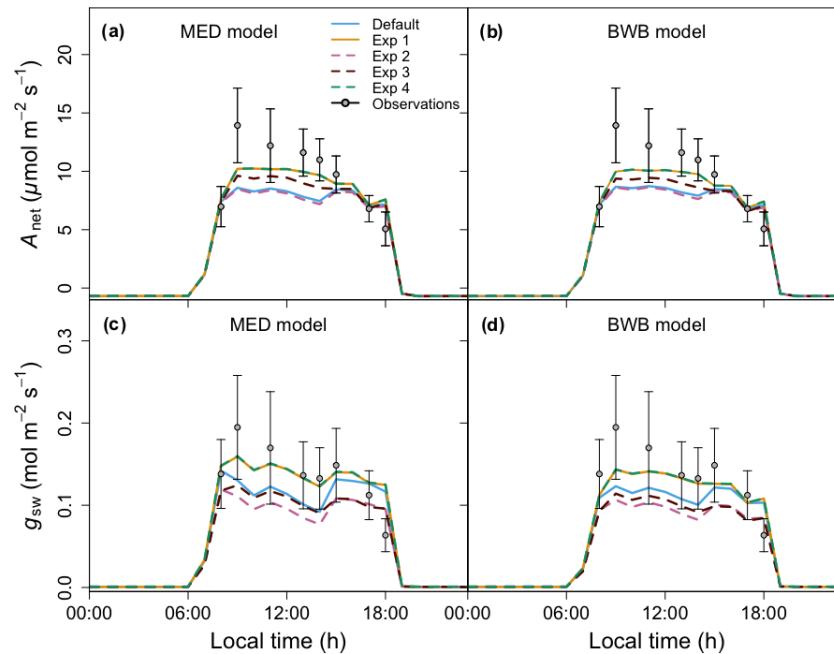 (a) MED model
Default
Exp 1
Exp 2
Exp 3
Exp 4
Observations
(b) BWB model
20
15
10
5
0
A net (µmol m⁻² s⁻¹)
(c) MED model
(d) BWB model
0.3
0.2
0.1
0.0
g sw (mol m⁻² s⁻¹)
00:00 06:00 12:00 18:00 00:00 06:00 12:00 18:00
Local time (h) Local time (h)